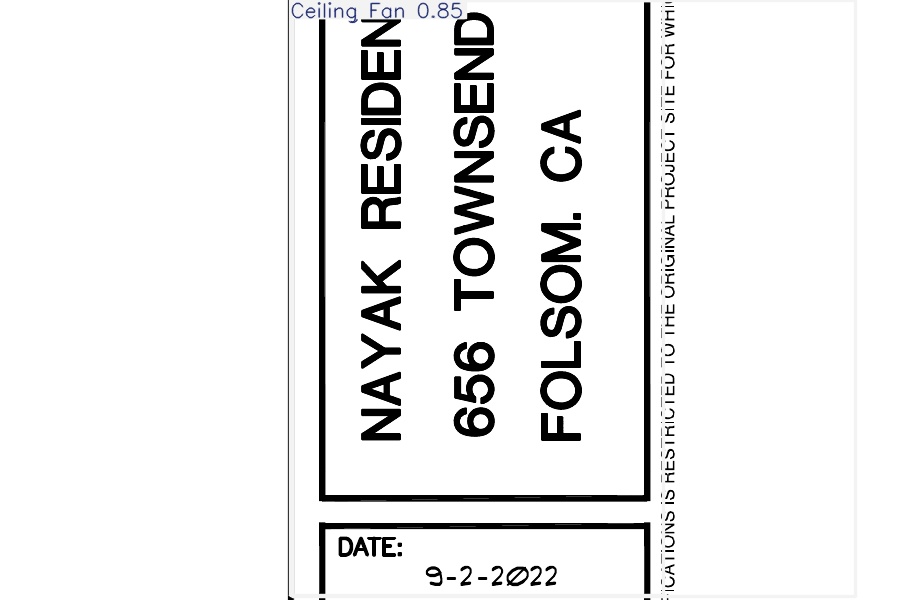 Ceiling Fan 0.85
NAYAK RESIDEN
656 TOWNSEND
FOLSOM. CA
ICATIONS IS RESTRICTED TO THE ORIGINAL PROJECT SITE FOR WHI
DATE:
9-2-2022